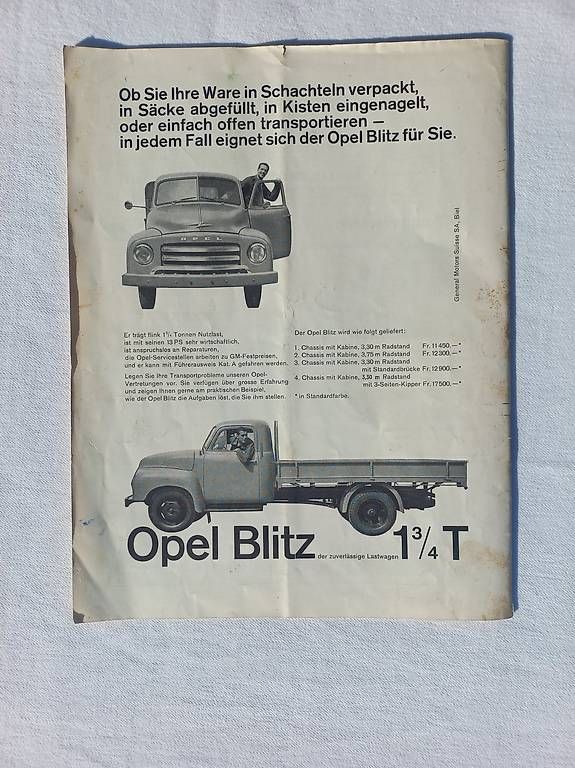 Ob Sie Ihre Ware in Schachteln verpackt,
in Säcke abgefüllt, in Kisten eingenagelt,
oder einfach offen transportieren –
in jedem Fall eignet sich der Opel Blitz für Sie.
OPEL
General Motors Suisse S.A., Biel
Er trägt flink 1¾ Tonnen Nutzlast,
ist mit seinen 13 PS sehr wirtschaftlich,
ist anspruchslos an Reparaturen,
die Opel-Servicestellen arbeiten zu GM-Festpreisen,
und er kann mit Führerausweis Kat. A gefahren werden.
Legen Sie Ihre Transportprobleme unseren Opel-
Vertretungen vor. Sie verfügen über grosse Erfahrung
und zeigen Ihnen gerne am praktischen Beispiel,
wie der Opel Blitz die Aufgaben löst, die Sie ihm stellen.
Der Opel Blitz wird wie folgt geliefert:
1. Chassis mit Kabine, 3,30 m Radstand Fr. 11450.—*
2. Chassis mit Kabine, 3,75 m Radstand Fr. 12300.—*
3. Chassis mit Kabine, 3,30 m Radstand
mit Standardbrücke Fr. 12900.—*
4. Chassis mit Kabine, 3,30 m Radstand
mit 3-Seiten-Kipper Fr. 17500.—*
* in Standardfarbe.
Opel Blitz der zuverlässige Lastwagen 1¾ T